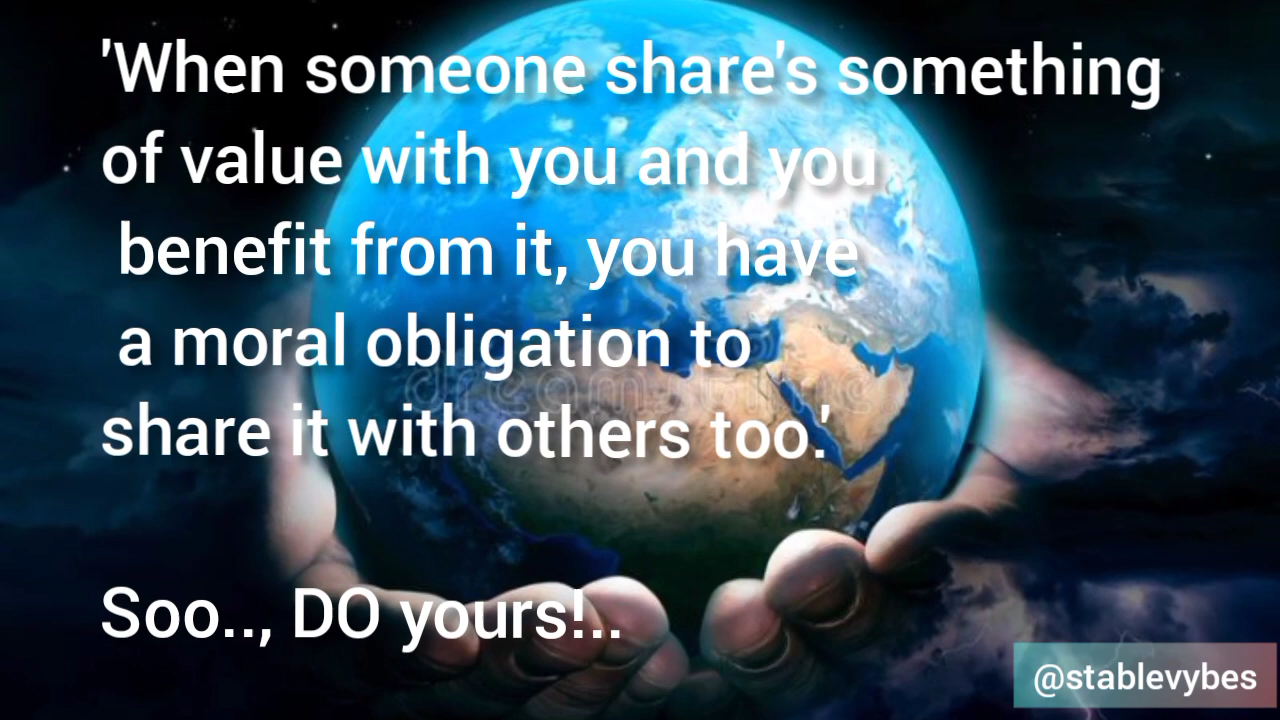 'When someone share's something
of value with you and you
benefit from it, you have
a moral obligation to
share it with others too.'
dreamstime
Soo.., DO yours!..
@stablevybes